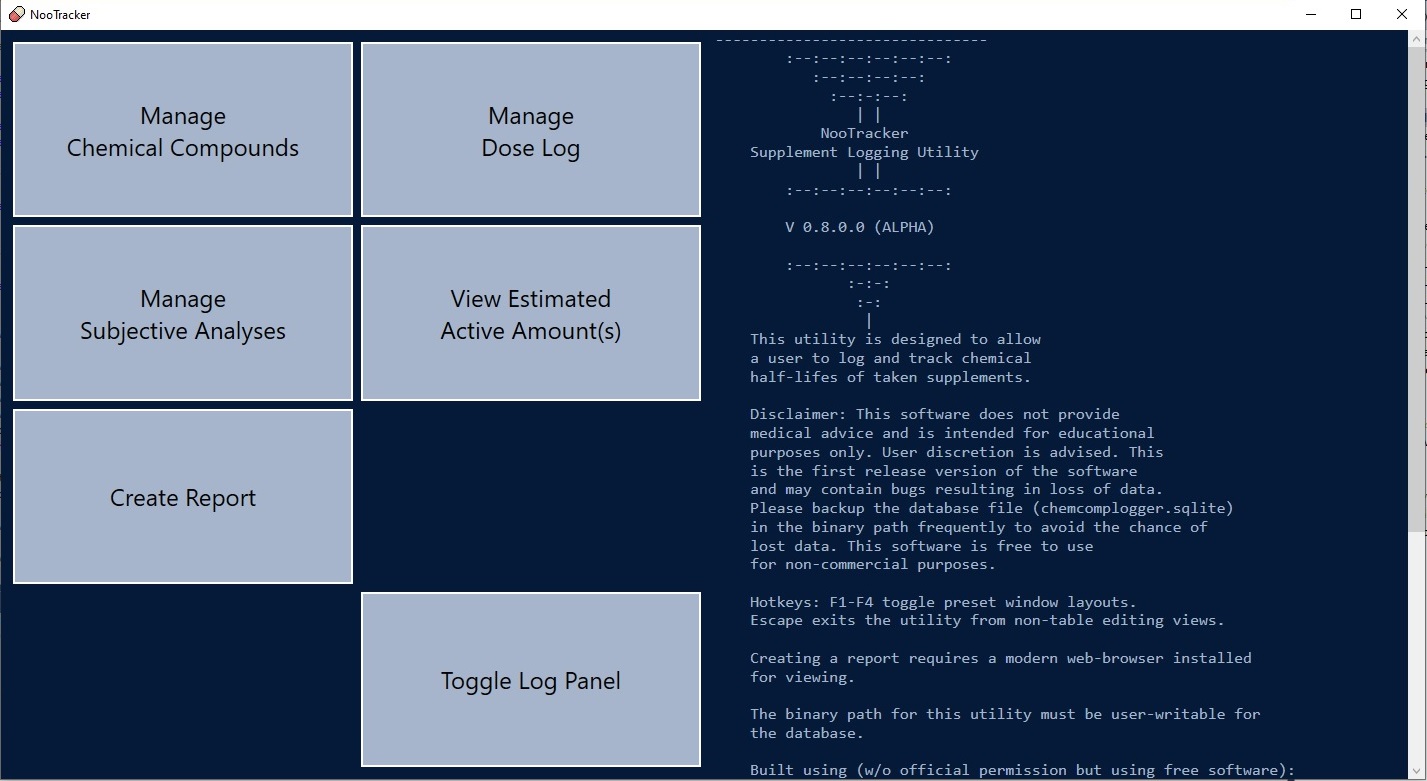 NooTracker
Manage
Chemical Compounds
Manage
Dose Log
Manage
Subjective Analyses
View Estimated
Active Amount(s)
Create Report
Toggle Log Panel
-------------------------------
:--:--:--:--:--:--:
:--:--:--:--:
:--:-:--:
| |
NooTracker
Supplement Logging Utility
| |
:--:--:--:--:--:--:
V 0.8.0.0 (ALPHA)
:--:--:--:--:--:--:
:-:-:
:-:
|
This utility is designed to allow
a user to log and track chemical
half-lifes of taken supplements.
Disclaimer: This software does not provide
medical advice and is intended for educational
purposes only. User discretion is advised. This
is the first release version of the software
and may contain bugs resulting in loss of data.
Please backup the database file (chemcomplogger.sqlite)
in the binary path frequently to avoid the chance of
lost data. This software is free to use
for non-commercial purposes.
Hotkeys: F1-F4 toggle preset window layouts.
Escape exits the utility from non-table editing views.
Creating a report requires a modern web-browser installed
for viewing.
The binary path for this utility must be user-writable for
the database.
Built using (w/o official permission but using free software):